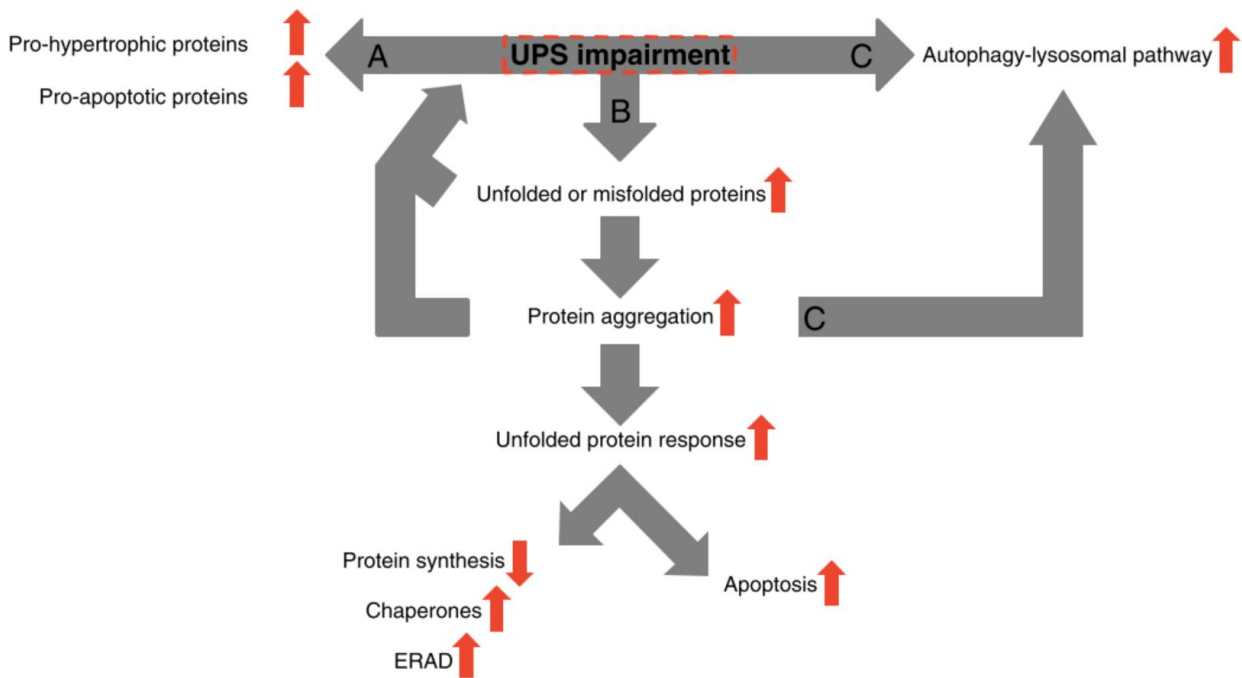 Pro-hypertrophic proteins
A
UPS impairment
C
Autophagy-lysosomal pathway
Pro-apoptotic proteins
B
Unfolded or misfolded proteins
Protein aggregation
C
Unfolded protein response
Protein synthesis
Apoptosis
Chaperones
ERAD